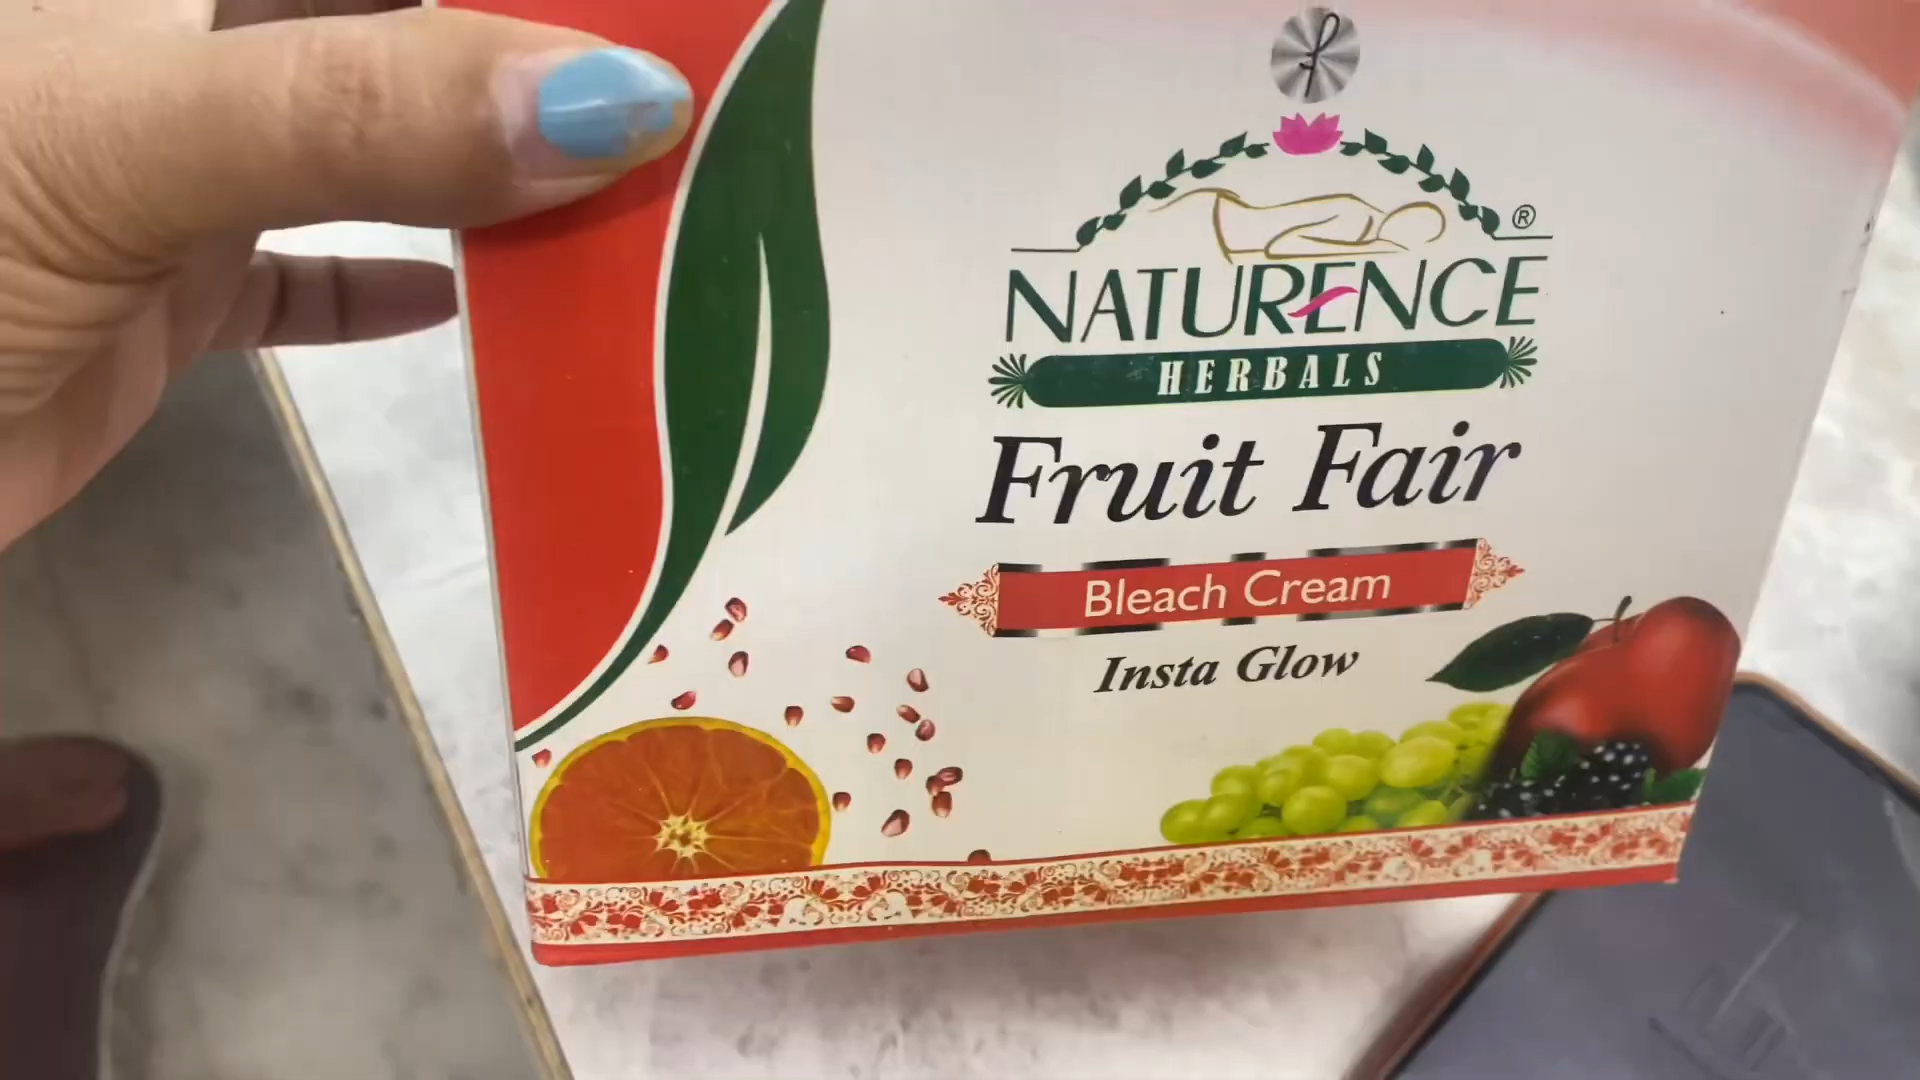 ®
NATURENCE
HERBALS
Fruit Fair
Bleach Cream
Insta Glow